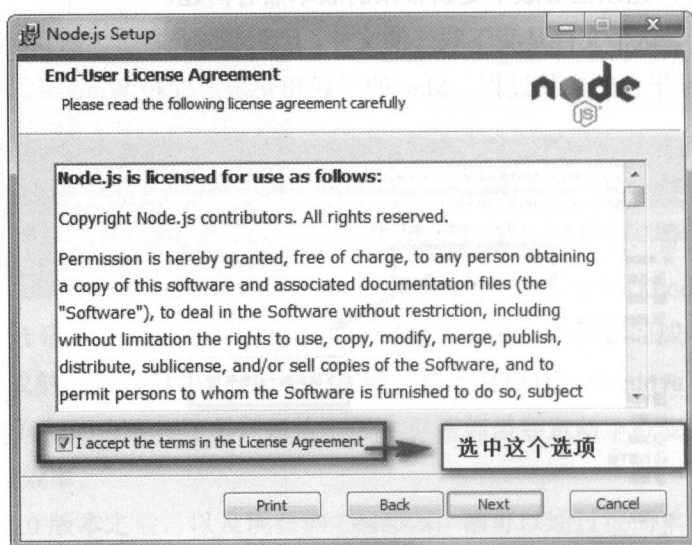 Node.js Setup
End-User License Agreement
Please read the following license agreement carefully
node
JS
Node.js is licensed for use as follows:
Copyright Node.js contributors. All rights reserved.
Permission is hereby granted, free of charge, to any person obtaining
a copy of this software and associated documentation files (the
"Software"), to deal in the Software without restriction, including
without limitation the rights to use, copy, modify, merge, publish,
distribute, sublicense, and/or sell copies of the Software, and to
permit persons to whom the Software is furnished to do so, subject
I accept the terms in the License Agreement
选中这个选项
Print Back Next Cancel